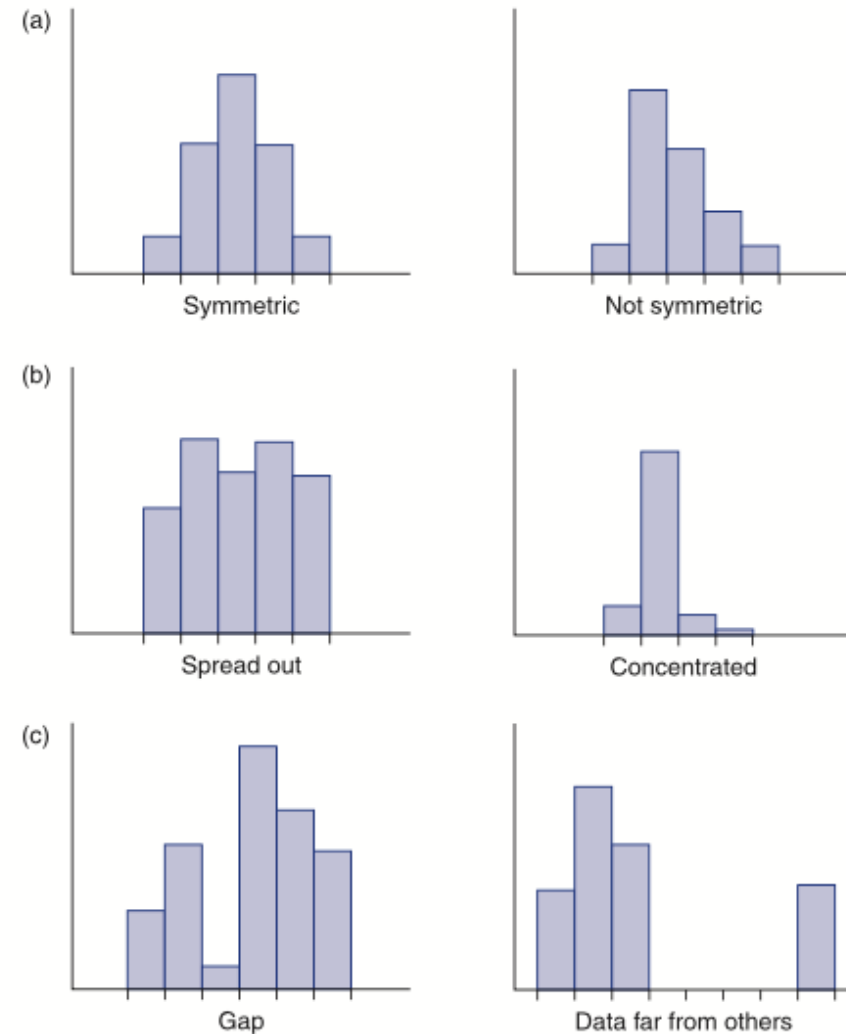 (a)
Symmetric
Not symmetric
(b)
Spread out
Concentrated
(c)
Gap
Data far from others